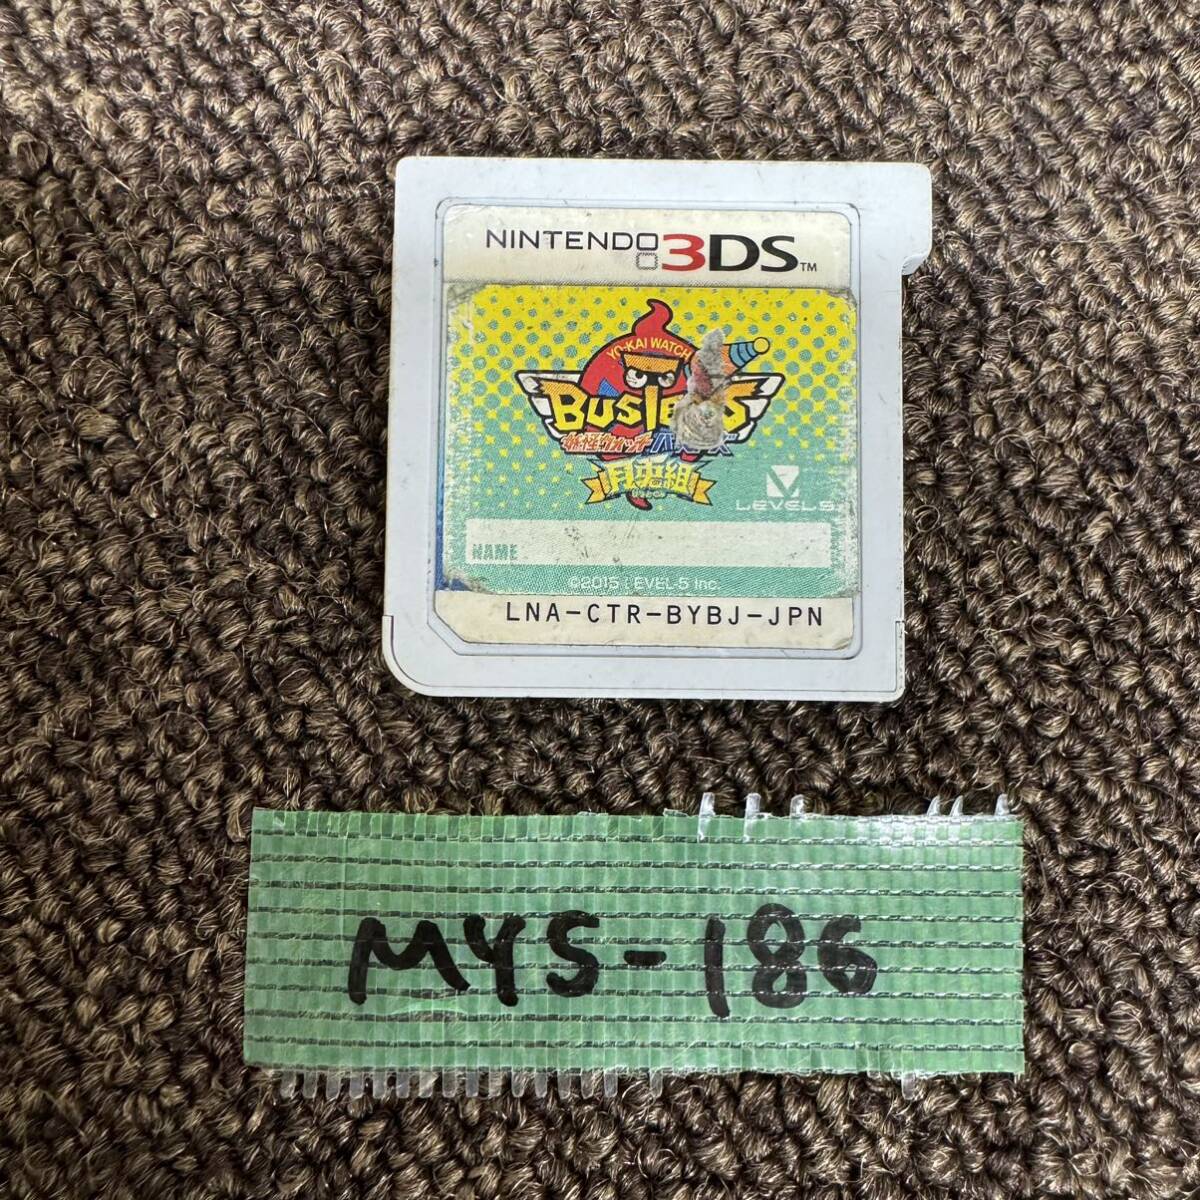 NINTENDO 3DS™
YO-KAI WATCH
BUSTERS
妖怪ウォッチバスターズ
月兎組
LEVEL5
NAME
©2015 LEVEL-5 Inc.
LNA-CTR-BYBJ-JPN
MYS-186